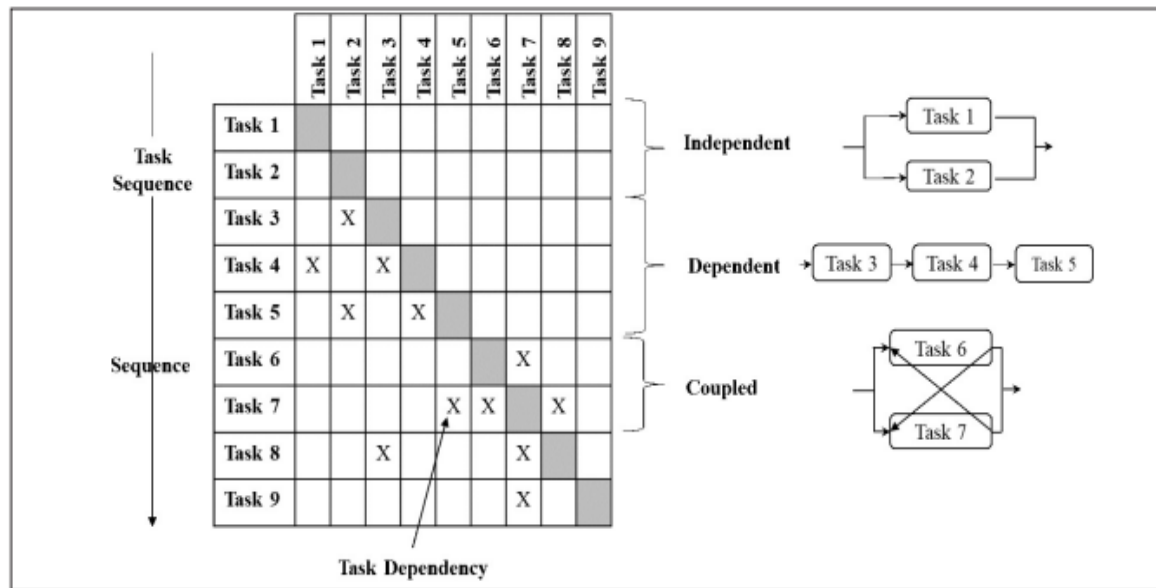 Task 1
Task 2
Task 3
Task 4
Task 5
Task 6
Task 7
Task 8
Task 9
Task 1
Task 2
Task 3 X
Task 4 X X
Task 5 X X
Task 6 X
Task 7 X X X
Task 8 X X
Task 9 X
Task
Sequence
Sequence
Task Dependency
Independent
Task 1
Task 2
Dependent
Task 3 Task 4 Task 5
Coupled
Task 6
Task 7